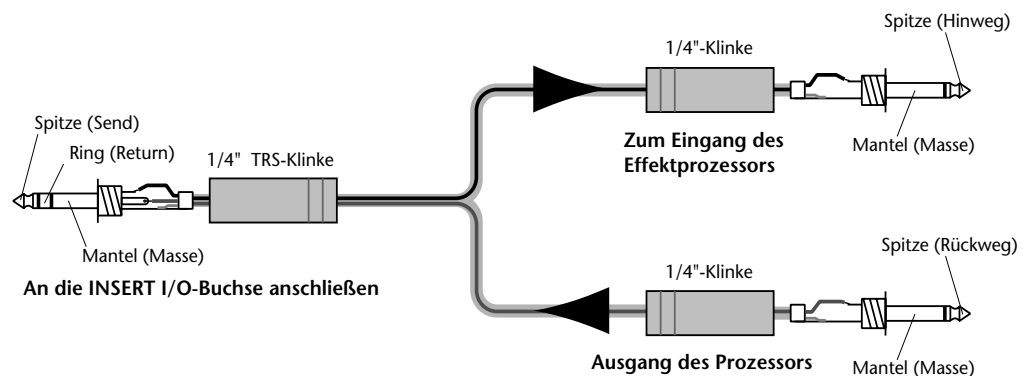 Spitze (Send)
Ring (Return)
1/4"  TRS-Klinke
Mantel (Masse)
An die INSERT I/O-Buchse anschließen
1/4"-Klinke
Spitze (Hinweg)
Zum Eingang des
Effektprozessors
Mantel (Masse)
1/4"-Klinke
Spitze (Rückweg)
Ausgang des Prozessors
Mantel (Masse)